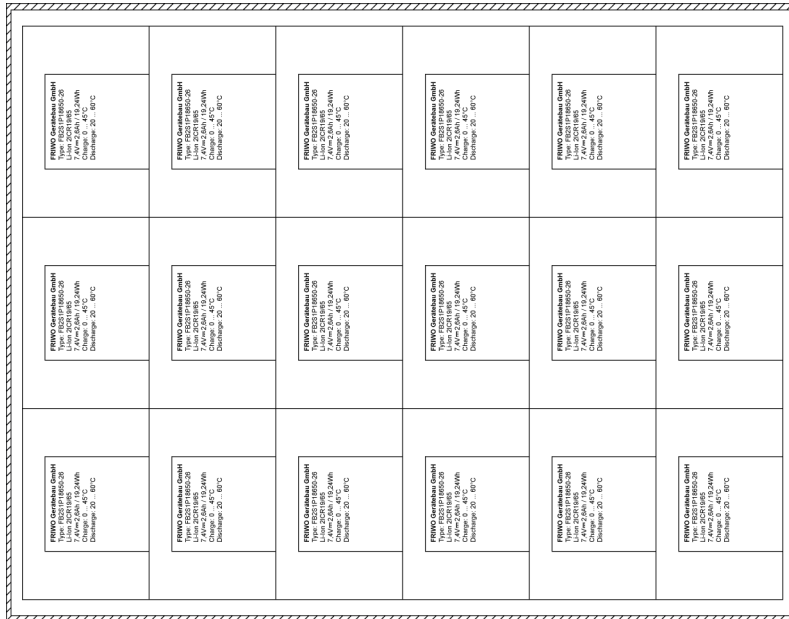 FRIWO Gerätebau GmbH
Type: FB2S1P18650-26
Li-Ion 2ICR19/65
7.4V⎓2,6Ah / 19,24Wh
Charge: 0 ... 45°C
Discharge: 20 ... 60°C
FRIWO Gerätebau GmbH
Type: FB2S1P18650-26
Li-Ion 2ICR19/65
7.4V⎓2,6Ah / 19,24Wh
Charge: 0 ... 45°C
Discharge: 20 ... 60°C
FRIWO Gerätebau GmbH
Type: FB2S1P18650-26
Li-Ion 2ICR19/65
7.4V⎓2,6Ah / 19,24Wh
Charge: 0 ... 45°C
Discharge: 20 ... 60°C
FRIWO Gerätebau GmbH
Type: FB2S1P18650-26
Li-Ion 2ICR19/65
7.4V⎓2,6Ah / 19,24Wh
Charge: 0 ... 45°C
Discharge: 20 ... 60°C
FRIWO Gerätebau GmbH
Type: FB2S1P18650-26
Li-Ion 2ICR19/65
7.4V⎓2,6Ah / 19,24Wh
Charge: 0 ... 45°C
Discharge: 20 ... 60°C
FRIWO Gerätebau GmbH
Type: FB2S1P18650-26
Li-Ion 2ICR19/65
7.4V⎓2,6Ah / 19,24Wh
Charge: 0 ... 45°C
Discharge: 20 ... 60°C
FRIWO Gerätebau GmbH
Type: FB2S1P18650-26
Li-Ion 2ICR19/65
7.4V⎓2,6Ah / 19,24Wh
Charge: 0 ... 45°C
Discharge: 20 ... 60°C
FRIWO Gerätebau GmbH
Type: FB2S1P18650-26
Li-Ion 2ICR19/65
7.4V⎓2,6Ah / 19,24Wh
Charge: 0 ... 45°C
Discharge: 20 ... 60°C
FRIWO Gerätebau GmbH
Type: FB2S1P18650-26
Li-Ion 2ICR19/65
7.4V⎓2,6Ah / 19,24Wh
Charge: 0 ... 45°C
Discharge: 20 ... 60°C
FRIWO Gerätebau GmbH
Type: FB2S1P18650-26
Li-Ion 2ICR19/65
7.4V⎓2,6Ah / 19,24Wh
Charge: 0 ... 45°C
Discharge: 20 ... 60°C
FRIWO Gerätebau GmbH
Type: FB2S1P18650-26
Li-Ion 2ICR19/65
7.4V⎓2,6Ah / 19,24Wh
Charge: 0 ... 45°C
Discharge: 20 ... 60°C
FRIWO Gerätebau GmbH
Type: FB2S1P18650-26
Li-Ion 2ICR19/65
7.4V⎓2,6Ah / 19,24Wh
Charge: 0 ... 45°C
Discharge: 20 ... 60°C
FRIWO Gerätebau GmbH
Type: FB2S1P18650-26
Li-Ion 2ICR19/65
7.4V⎓2,6Ah / 19,24Wh
Charge: 0 ... 45°C
Discharge: 20 ... 60°C
FRIWO Gerätebau GmbH
Type: FB2S1P18650-26
Li-Ion 2ICR19/65
7.4V⎓2,6Ah / 19,24Wh
Charge: 0 ... 45°C
Discharge: 20 ... 60°C
FRIWO Gerätebau GmbH
Type: FB2S1P18650-26
Li-Ion 2ICR19/65
7.4V⎓2,6Ah / 19,24Wh
Charge: 0 ... 45°C
Discharge: 20 ... 60°C
FRIWO Gerätebau GmbH
Type: FB2S1P18650-26
Li-Ion 2ICR19/65
7.4V⎓2,6Ah / 19,24Wh
Charge: 0 ... 45°C
Discharge: 20 ... 60°C
FRIWO Gerätebau GmbH
Type: FB2S1P18650-26
Li-Ion 2ICR19/65
7.4V⎓2,6Ah / 19,24Wh
Charge: 0 ... 45°C
Discharge: 20 ... 60°C
FRIWO Gerätebau GmbH
Type: FB2S1P18650-26
Li-Ion 2ICR19/65
7.4V⎓2,6Ah / 19,24Wh
Charge: 0 ... 45°C
Discharge: 20 ... 60°C